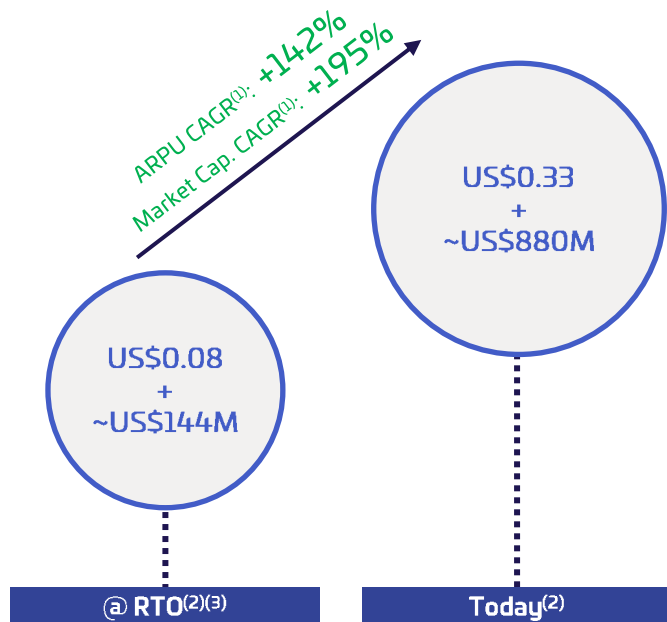 ARPU CAGR(1): +142%
Market Cap. CAGR(1): +195%
US$0.33
+
~US$880M
US$0.08
+
~US$144M
@ RTO(2)(3)
Today(2)